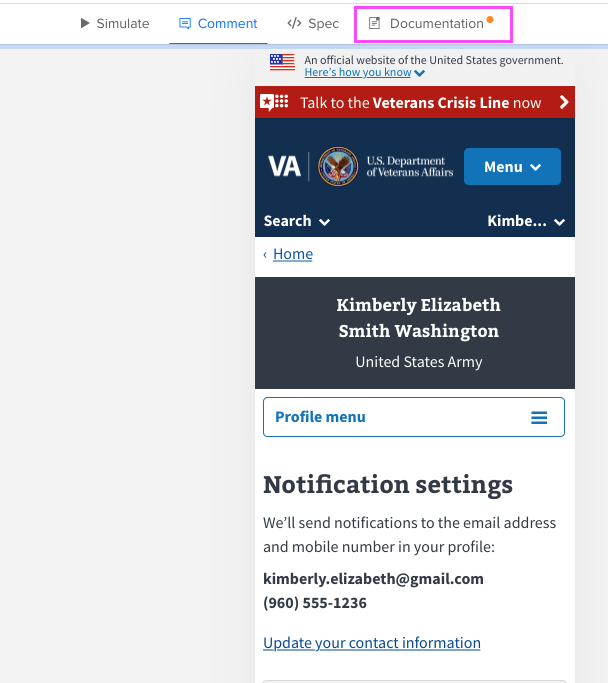 Simulate
Comment
</> Spec
Documentation
An official website of the United States government.
Here’s how you know
Talk to the Veterans Crisis Line now
VA
U.S. Department
of Veterans Affairs
Menu
Search
Kimbe...
‹ Home
Kimberly Elizabeth
Smith Washington
United States Army
Profile menu
Notification settings
We’ll send notifications to the email address
and mobile number in your profile:
kimberly.elizabeth@gmail.com
(960) 555-1236
Update your contact information